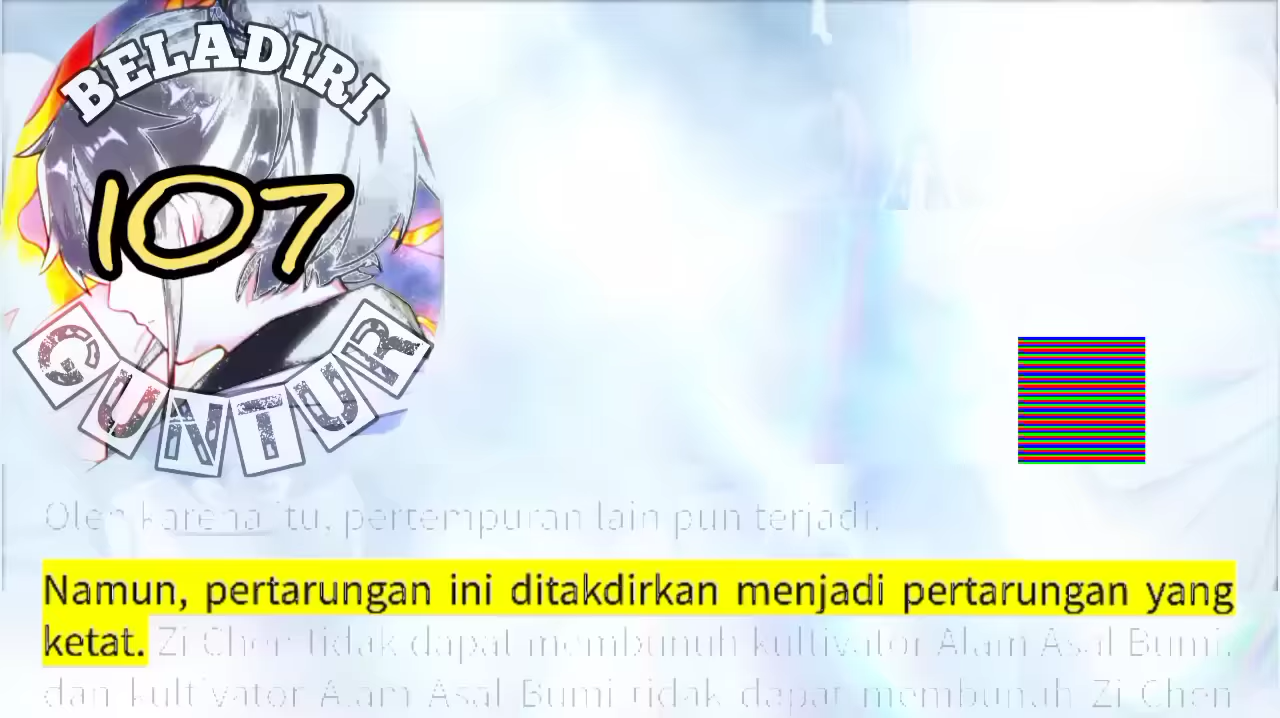 BELADIRI
107
GUNTUR
Oleh karena itu, pertempuran lain pun terjadi.
Namun, pertarungan ini ditakdirkan menjadi pertarungan yang
ketat. Zi Chen tidak dapat membunuh kultivator Alam Asal Bumi,
dan kultivator Alam Asal Bumi tidak dapat membunuh Zi Chen